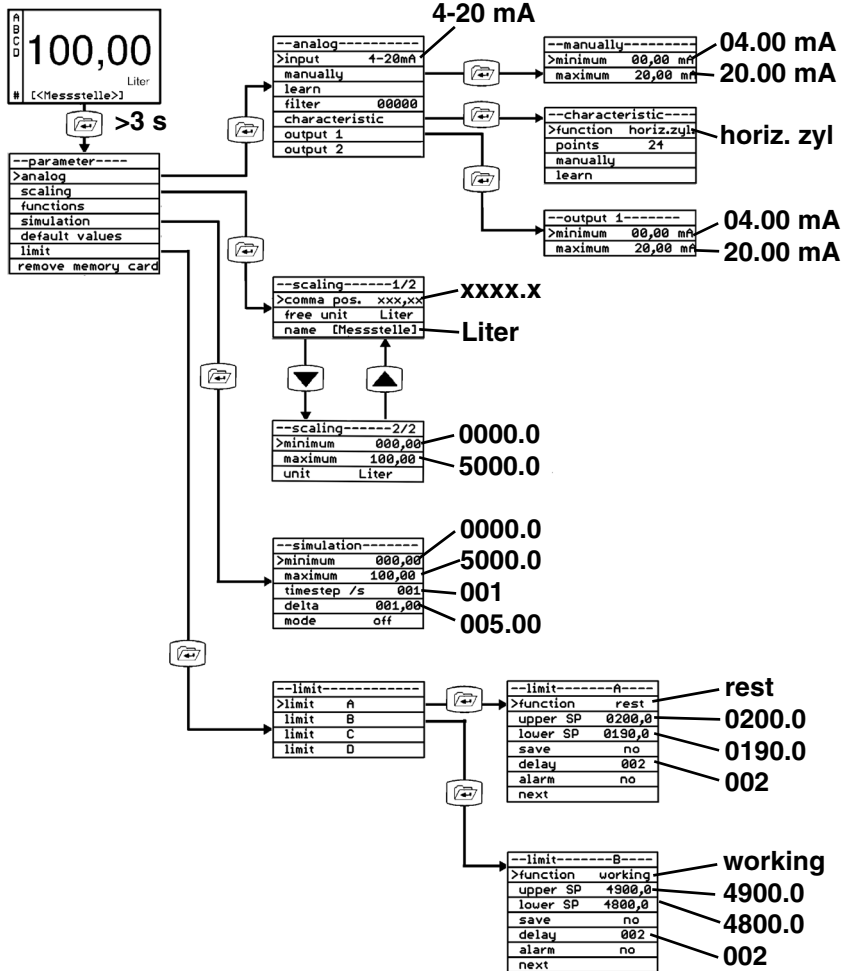 A
B
C
D
100,00
Liter
# [<Messstelle>]
>3 s
--parameter----
>analog
scaling
functions
simulation
default values
limit
remove memory card
4-20 mA
--analog-----------
>input 4-20mA
manually
learn
filter 00000
characteristic
output 1
output 2
--manually---------
>minimum 00,00 mA
maximum 20,00 mA
04.00 mA
20.00 mA
--characteristic---
>function horiz.zyl.
points 24
manually
learn
horiz. zyl
--output 1-------
>minimum 00,00 mA
maximum 20,00 mA
04.00 mA
20.00 mA
--scaling------1/2
>comma pos. xxx,xx
free unit Liter
name [Messstelle]
xxxx.x
Liter
--scaling------2/2
>minimum 000,00
maximum 100,00
unit Liter
0000.0
5000.0
--simulation-------
>minimum 000,00
maximum 100,00
timestep /s 001
delta 001,00
mode off
0000.0
5000.0
001
005.00
--limit------------
>limit A
limit B
limit C
limit D
--limit-------A----
>function rest
upper SP 0200,0
lower SP 0190,0
save no
delay 002
alarm no
next
rest
0200.0
0190.0
002
--limit-------B----
>function working
upper SP 4900,0
lower SP 4800,0
save no
delay 002
alarm no
next
working
4900.0
4800.0
002